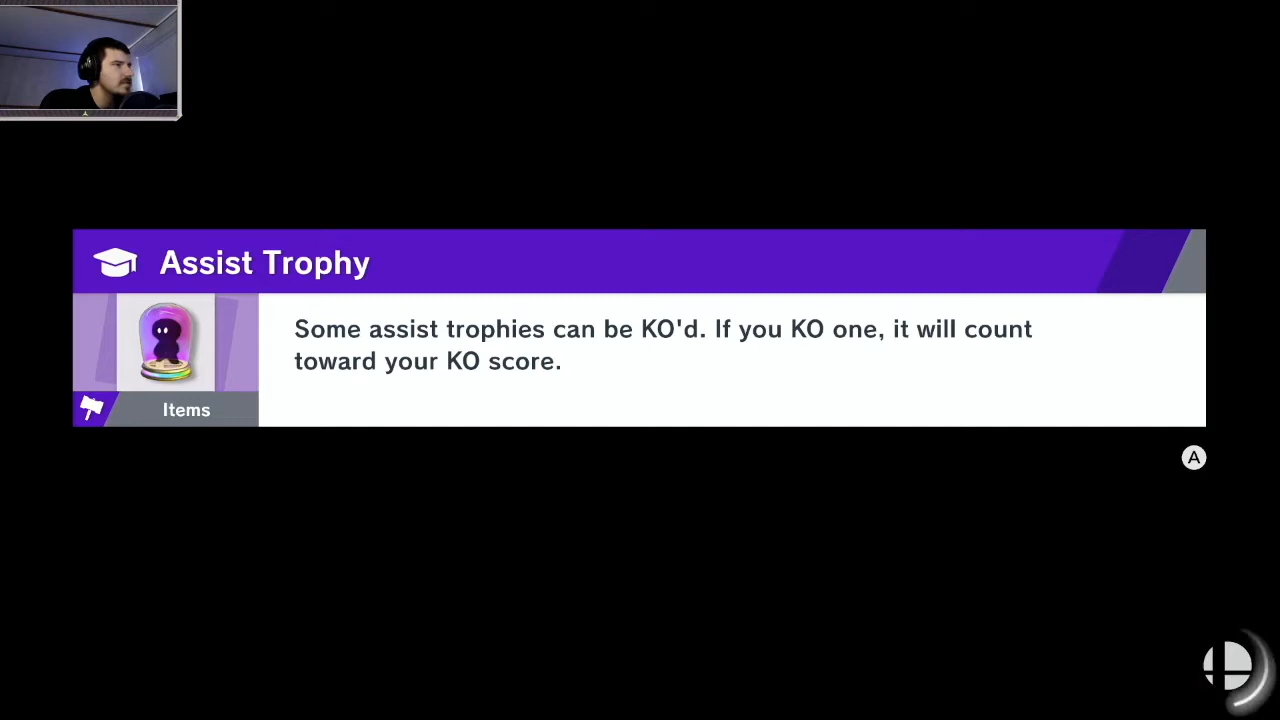 Assist Trophy
Some assist trophies can be KO'd. If you KO one, it will count
toward your KO score.
Items
A